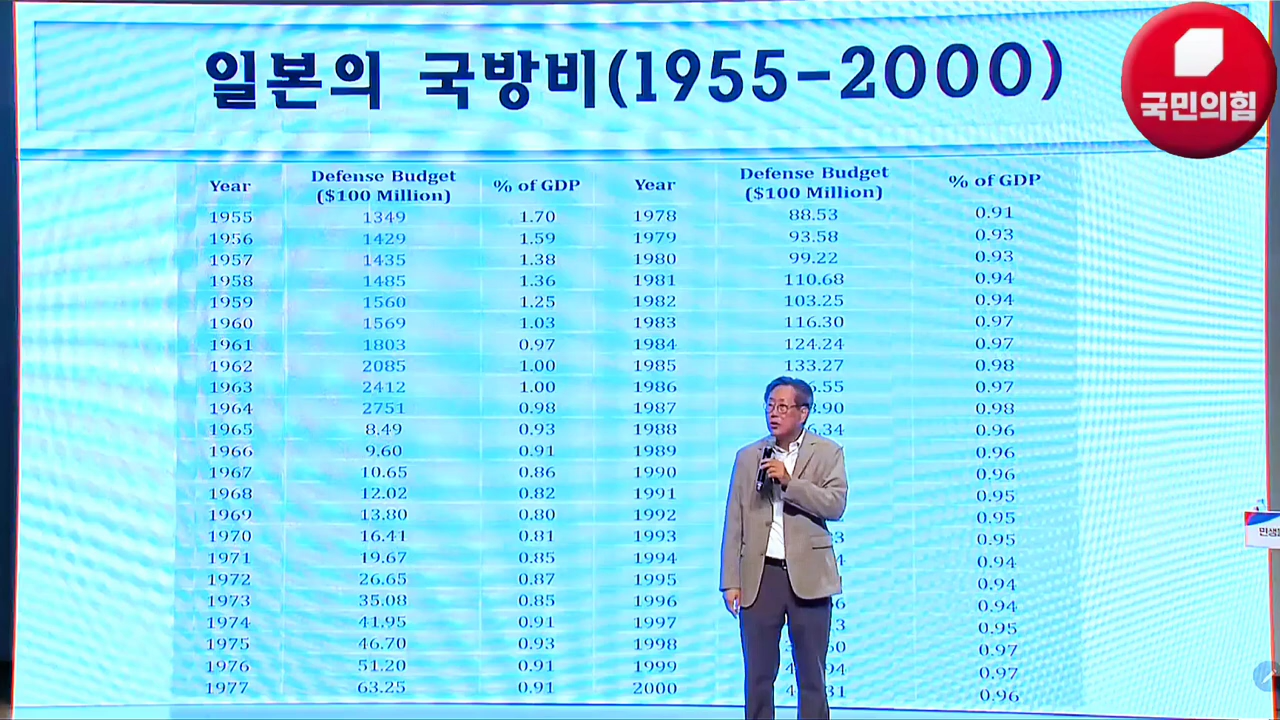 일본의 국방비(1955-2000)
국민의힘
Year Defense Budget ($100 Million) % of GDP Year Defense Budget ($100 Million) % of GDP
1955 1349 1.70 1978 88.53 0.91
1956 1429 1.59 1979 93.58 0.93
1957 1435 1.38 1980 99.22 0.93
1958 1485 1.36 1981 110.68 0.94
1959 1560 1.25 1982 103.25 0.94
1960 1569 1.03 1983 116.30 0.97
1961 1803 0.97 1984 124.24 0.97
1962 2085 1.00 1985 133.27 0.98
1963 2412 1.00 1986 0.97
1964 2751 0.98 1987 0.98
1965 8.49 0.93 1988 0.96
1966 9.60 0.91 1989 0.96
1967 10.65 0.86 1990 0.96
1968 12.02 0.82 1991 0.95
1969 13.80 0.80 1992 0.95
1970 16.41 0.81 1993 0.95
1971 19.67 0.85 1994 0.94
1972 26.65 0.87 1995 0.94
1973 35.08 0.85 1996 0.94
1974 41.95 0.91 1997 0.95
1975 46.70 0.93 1998 0.97
1976 51.20 0.91 1999 0.97
1977 63.25 0.91 2000 0.96